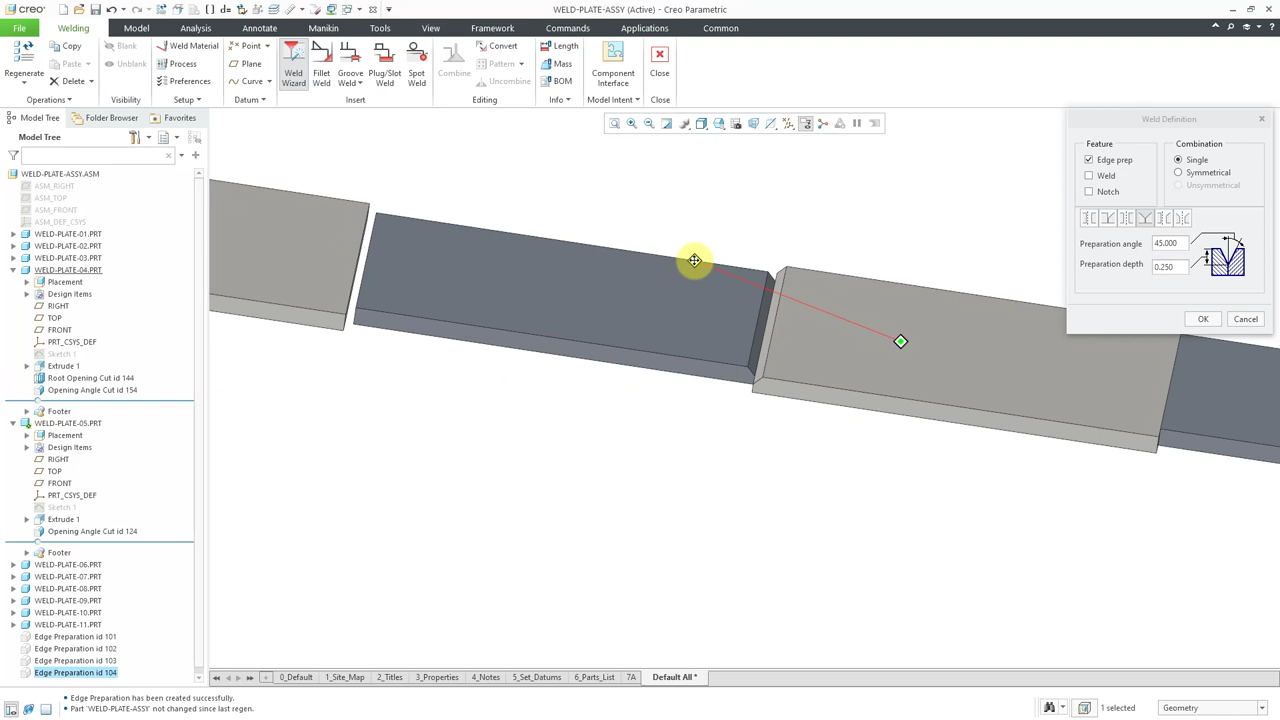 creo
WELD-PLATE-ASSY (Active) - Creo Parametric
File
Welding
Model
Analysis
Annotate
Manikin
Tools
View
Framework
Commands
Applications
Common
Regenerate
Copy
Paste
Delete
Operations
Blank
Unblank
Visibility
Weld Material
Process
Preferences
Setup
Point
Plane
Curve
Datum
Weld Wizard
Fillet Weld
Groove Weld
Plug/Slot Weld
Spot Weld
Insert
Combine
Convert
Pattern
Uncombine
Editing
Length
Mass
BOM
Info
Component Interface
Model Intent
Close
Close
Model Tree
Folder Browser
Favorites
Model Tree
WELD-PLATE-ASSY.ASM
ASM_RIGHT
ASM_TOP
ASM_FRONT
ASM_DEF_CSYS
WELD-PLATE-01.PRT
WELD-PLATE-02.PRT
WELD-PLATE-03.PRT
WELD-PLATE-04.PRT
Placement
Design Items
RIGHT
TOP
FRONT
PRT_CSYS_DEF
Sketch 1
Extrude 1
Root Opening Cut id 144
Opening Angle Cut id 154
Footer
WELD-PLATE-05.PRT
Placement
Design Items
RIGHT
TOP
FRONT
PRT_CSYS_DEF
Sketch 1
Extrude 1
Opening Angle Cut id 124
Footer
WELD-PLATE-06.PRT
WELD-PLATE-07.PRT
WELD-PLATE-08.PRT
WELD-PLATE-09.PRT
WELD-PLATE-10.PRT
WELD-PLATE-11.PRT
Edge Preparation id 101
Edge Preparation id 102
Edge Preparation id 103
Edge Preparation id 104
Weld Definition
Feature
Edge prep
Weld
Notch
Combination
Single
Symmetrical
Unsymmetrical
Preparation angle 45.000
Preparation depth 0.250
OK
Cancel
0_Default
1_Site_Map
2_Titles
3_Properties
4_Notes
5_Set_Datums
6_Parts_List
7A
Default All *
• Edge Preparation has been created successfully.
• Part 'WELD-PLATE-ASSY' not changed since last regen.
1 selected
Geometry